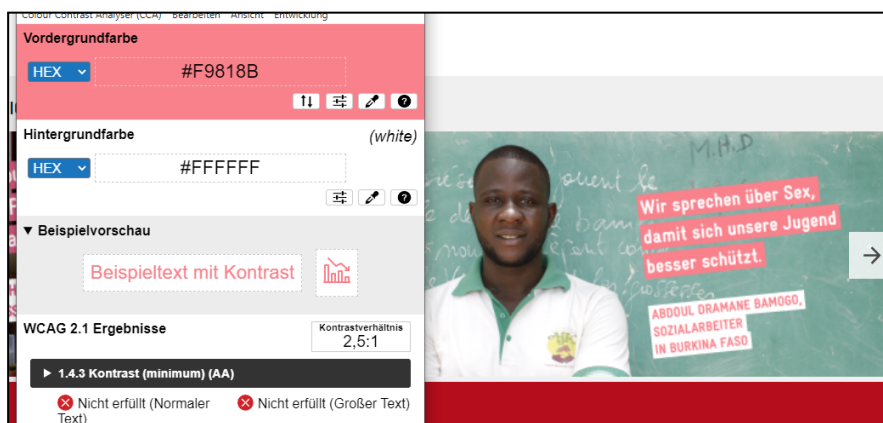 Colour Contrast Analyser (CCA) Bearbeiten Ansicht Entwicklung
Vordergrundfarbe
HEX
#F9818B
Hintergrundfarbe
(white)
HEX
#FFFFFF
▼ Beispielvorschau
Beispieltext mit Kontrast
WCAG 2.1 Ergebnisse
Kontrastverhältnis
2,5:1
► 1.4.3 Kontrast (minimum) (AA)
Nicht erfüllt (Normaler
Text)
Nicht erfüllt (Großer Text)
M.H.D
Wir sprechen über Sex,
damit sich unsere Jugend
besser schützt.
ABDOUL DRAMANE BAMOGO,
SOZIALARBEITER
IN BURKINA FASO